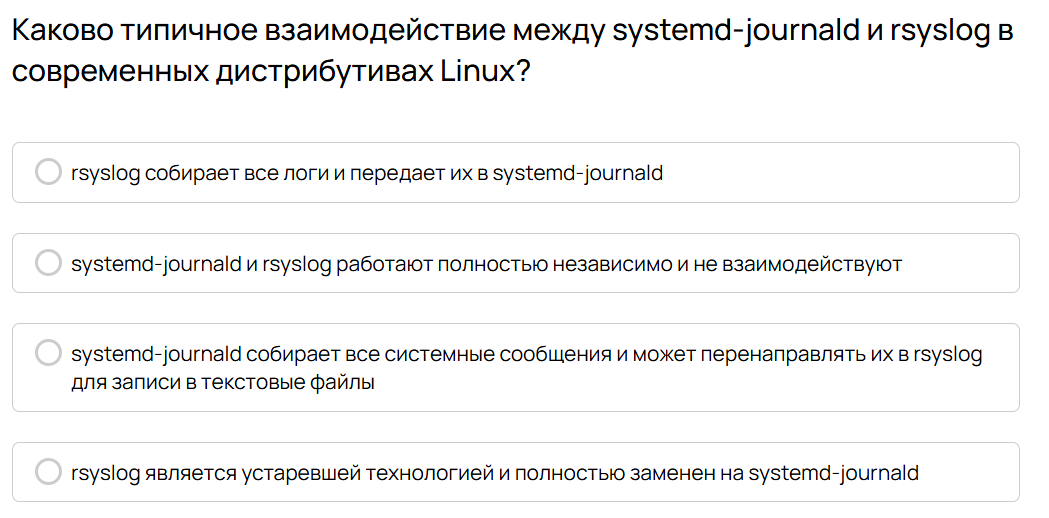 Каково типичное взаимодействие между systemd-journald и rsyslog в
современных дистрибутивах Linux?
rsyslog собирает все логи и передает их в systemd-journald
systemd-journald и rsyslog работают полностью независимо и не взаимодействуют
systemd-journald собирает все системные сообщения и может перенаправлять их в rsyslog
для записи в текстовые файлы
rsyslog является устаревшей технологией и полностью заменен на systemd-journald